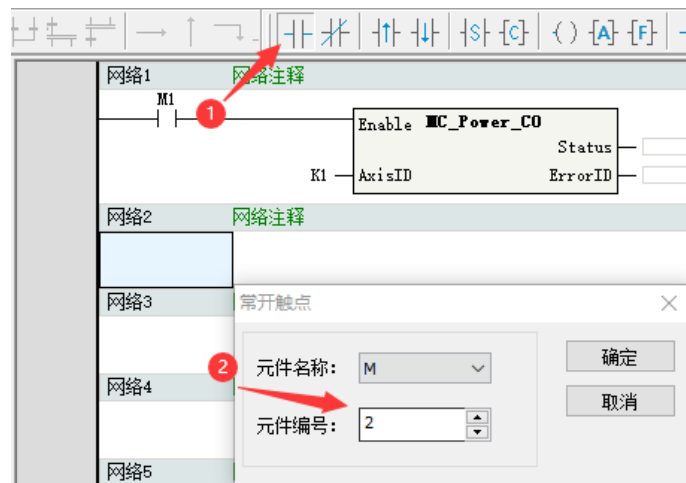 S C ( ) A F
网络1 网络注释
M1
1
Enable MC_Power_CO
Status
K1 AxisID ErrorID
网络2 网络注释
网络3
常开触点
元件名称： M 确定
2
网络4
取消
元件编号： 2
网络5